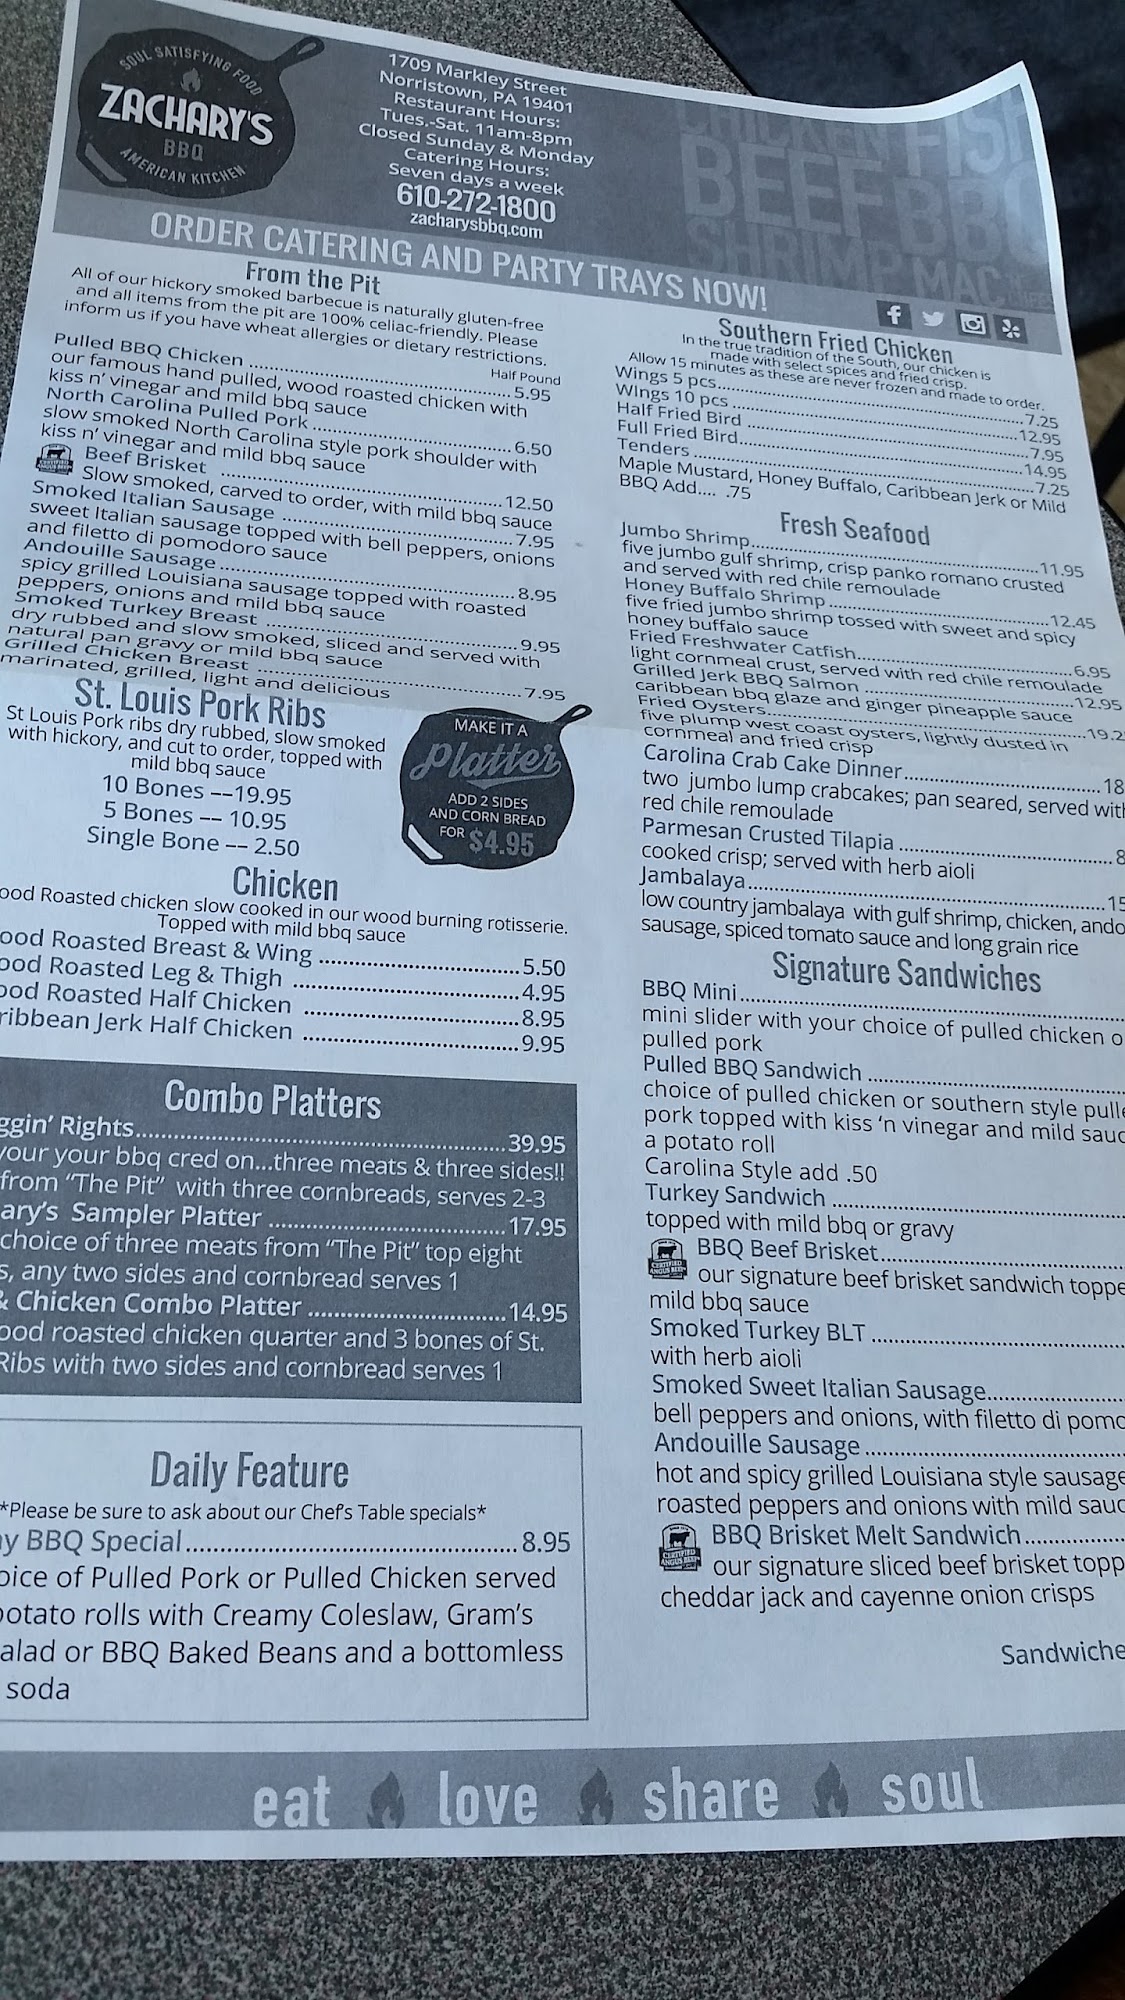 SOUL SATISFYING FOOD
ZACHARY'S
BBQ
AMERICAN KITCHEN
1709 Markley Street
Norristown, PA 19401
Restaurant Hours:
Tues.-Sat. 11am-8pm
Closed Sunday & Monday
Catering Hours:
Seven days a week
610-272-1800
zacharysbbq.com
CHICKEN FISH
BEEF BBQ
SHRIMP MAC
ORDER CATERING AND PARTY TRAYS NOW!
From the Pit
All of our hickory smoked barbecue is naturally gluten-free
and all items from the pit are 100% celiac-friendly. Please
inform us if you have wheat allergies or dietary restrictions.
Half Pound
Pulled BBQ Chicken ........ 5.95
our famous hand pulled, wood roasted chicken with
kiss n' vinegar and mild bbq sauce
North Carolina Pulled Pork ........ 6.50
slow smoked North Carolina style pork shoulder with
kiss n' vinegar and mild bbq sauce
Beef Brisket ........ 12.50
Slow smoked, carved to order, with mild bbq sauce
Smoked Italian Sausage ........ 7.95
sweet Italian sausage topped with bell peppers, onions
and filetto di pomodoro sauce
Andouille Sausage ........ 8.95
spicy grilled Louisiana sausage topped with roasted
peppers, onions and mild bbq sauce
Smoked Turkey Breast ........ 9.95
dry rubbed and slow smoked, sliced and served with
natural pan gravy or mild bbq sauce
Grilled Chicken Breast ........ 7.95
marinated, grilled, light and delicious
St. Louis Pork Ribs
St Louis Pork ribs dry rubbed, slow smoked
with hickory, and cut to order, topped with
mild bbq sauce
10 Bones ––19.95
5 Bones –– 10.95
Single Bone –– 2.50
MAKE IT A
Platter
ADD 2 SIDES
AND CORN BREAD
FOR $4.95
Chicken
ood Roasted chicken slow cooked in our wood burning rotisserie.
Topped with mild bbq sauce
ood Roasted Breast & Wing ........ 5.50
ood Roasted Leg & Thigh ........ 4.95
ood Roasted Half Chicken ........ 8.95
ribbean Jerk Half Chicken ........ 9.95
Combo Platters
ggin' Rights ........ 39.95
your your bbq cred on...three meats & three sides!!
from "The Pit" with three cornbreads, serves 2-3
ary's Sampler Platter ........ 17.95
choice of three meats from "The Pit" top eight
s, any two sides and cornbread serves 1
& Chicken Combo Platter ........ 14.95
ood roasted chicken quarter and 3 bones of St.
Ribs with two sides and cornbread serves 1
Daily Feature
*Please be sure to ask about our Chef's Table specials*
ay BBQ Special ........ 8.95
oice of Pulled Pork or Pulled Chicken served
potato rolls with Creamy Coleslaw, Gram's
alad or BBQ Baked Beans and a bottomless
soda
Southern Fried Chicken
In the true tradition of the South, our chicken is
made with select spices and fried crisp.
Allow 15 minutes as these are never frozen and made to order.
Wings 5 pcs ........ 7.25
WIngs 10 pcs ........ 12.95
Half Fried Bird ........ 7.95
Full Fried Bird ........ 14.95
Tenders ........ 7.25
Maple Mustard, Honey Buffalo, Caribbean Jerk or Mild
BBQ Add.... .75
Fresh Seafood
Jumbo Shrimp ........ 11.95
five jumbo gulf shrimp, crisp panko romano crusted
and served with red chile remoulade
Honey Buffalo Shrimp ........ 12.45
five fried jumbo shrimp tossed with sweet and spicy
honey buffalo sauce
Fried Freshwater Catfish ........ 6.95
light cornmeal crust, served with red chile remoulade
Grilled Jerk BBQ Salmon ........ 12.95
caribbean bbq glaze and ginger pineapple sauce
Fried Oysters ........ 19.2
five plump west coast oysters, lightly dusted in
cornmeal and fried crisp
Carolina Crab Cake Dinner ........ 18
two jumbo lump crabcakes; pan seared, served with
red chile remoulade
Parmesan Crusted Tilapia ........ 8
cooked crisp; served with herb aioli
Jambalaya ........ 15
low country jambalaya with gulf shrimp, chicken, ando
sausage, spiced tomato sauce and long grain rice
Signature Sandwiches
BBQ Mini ........
mini slider with your choice of pulled chicken o
pulled pork
Pulled BBQ Sandwich ........
choice of pulled chicken or southern style pulle
pork topped with kiss 'n vinegar and mild sauc
a potato roll
Carolina Style add .50
Turkey Sandwich ........
topped with mild bbq or gravy
BBQ Beef Brisket ........
our signature beef brisket sandwich toppe
mild bbq sauce
Smoked Turkey BLT ........
with herb aioli
Smoked Sweet Italian Sausage ........
bell peppers and onions, with filetto di pomo
Andouille Sausage ........
hot and spicy grilled Louisiana style sausage
roasted peppers and onions with mild sauc
BBQ Brisket Melt Sandwich ........
our signature sliced beef brisket topp
cheddar jack and cayenne onion crisps
Sandwiche
eat love share soul